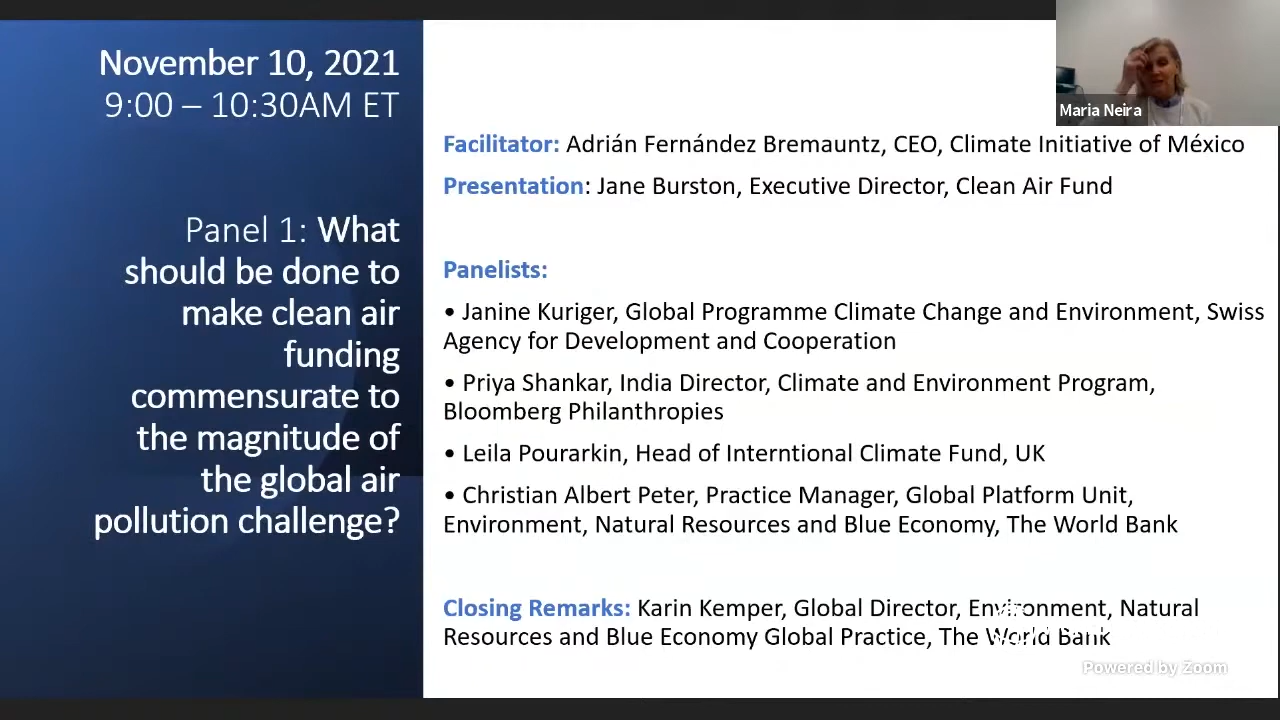 November 10, 2021
9:00 – 10:30AM ET
Panel 1: What
should be done to
make clean air
funding
commensurate to
the magnitude of
the global air
pollution challenge?
Maria Neira
Facilitator: Adrián Fernández Bremauntz, CEO, Climate Initiative of México
Presentation: Jane Burston, Executive Director, Clean Air Fund
Panelists:
• Janine Kuriger, Global Programme Climate Change and Environment, Swiss
Agency for Development and Cooperation
• Priya Shankar, India Director, Climate and Environment Program,
Bloomberg Philanthropies
• Leila Pourarkin, Head of Interntional Climate Fund, UK
• Christian Albert Peter, Practice Manager, Global Platform Unit,
Environment, Natural Resources and Blue Economy, The World Bank
Closing Remarks: Karin Kemper, Global Director, Environment, Natural
Resources and Blue Economy Global Practice, The World Bank
Powered by Zoom